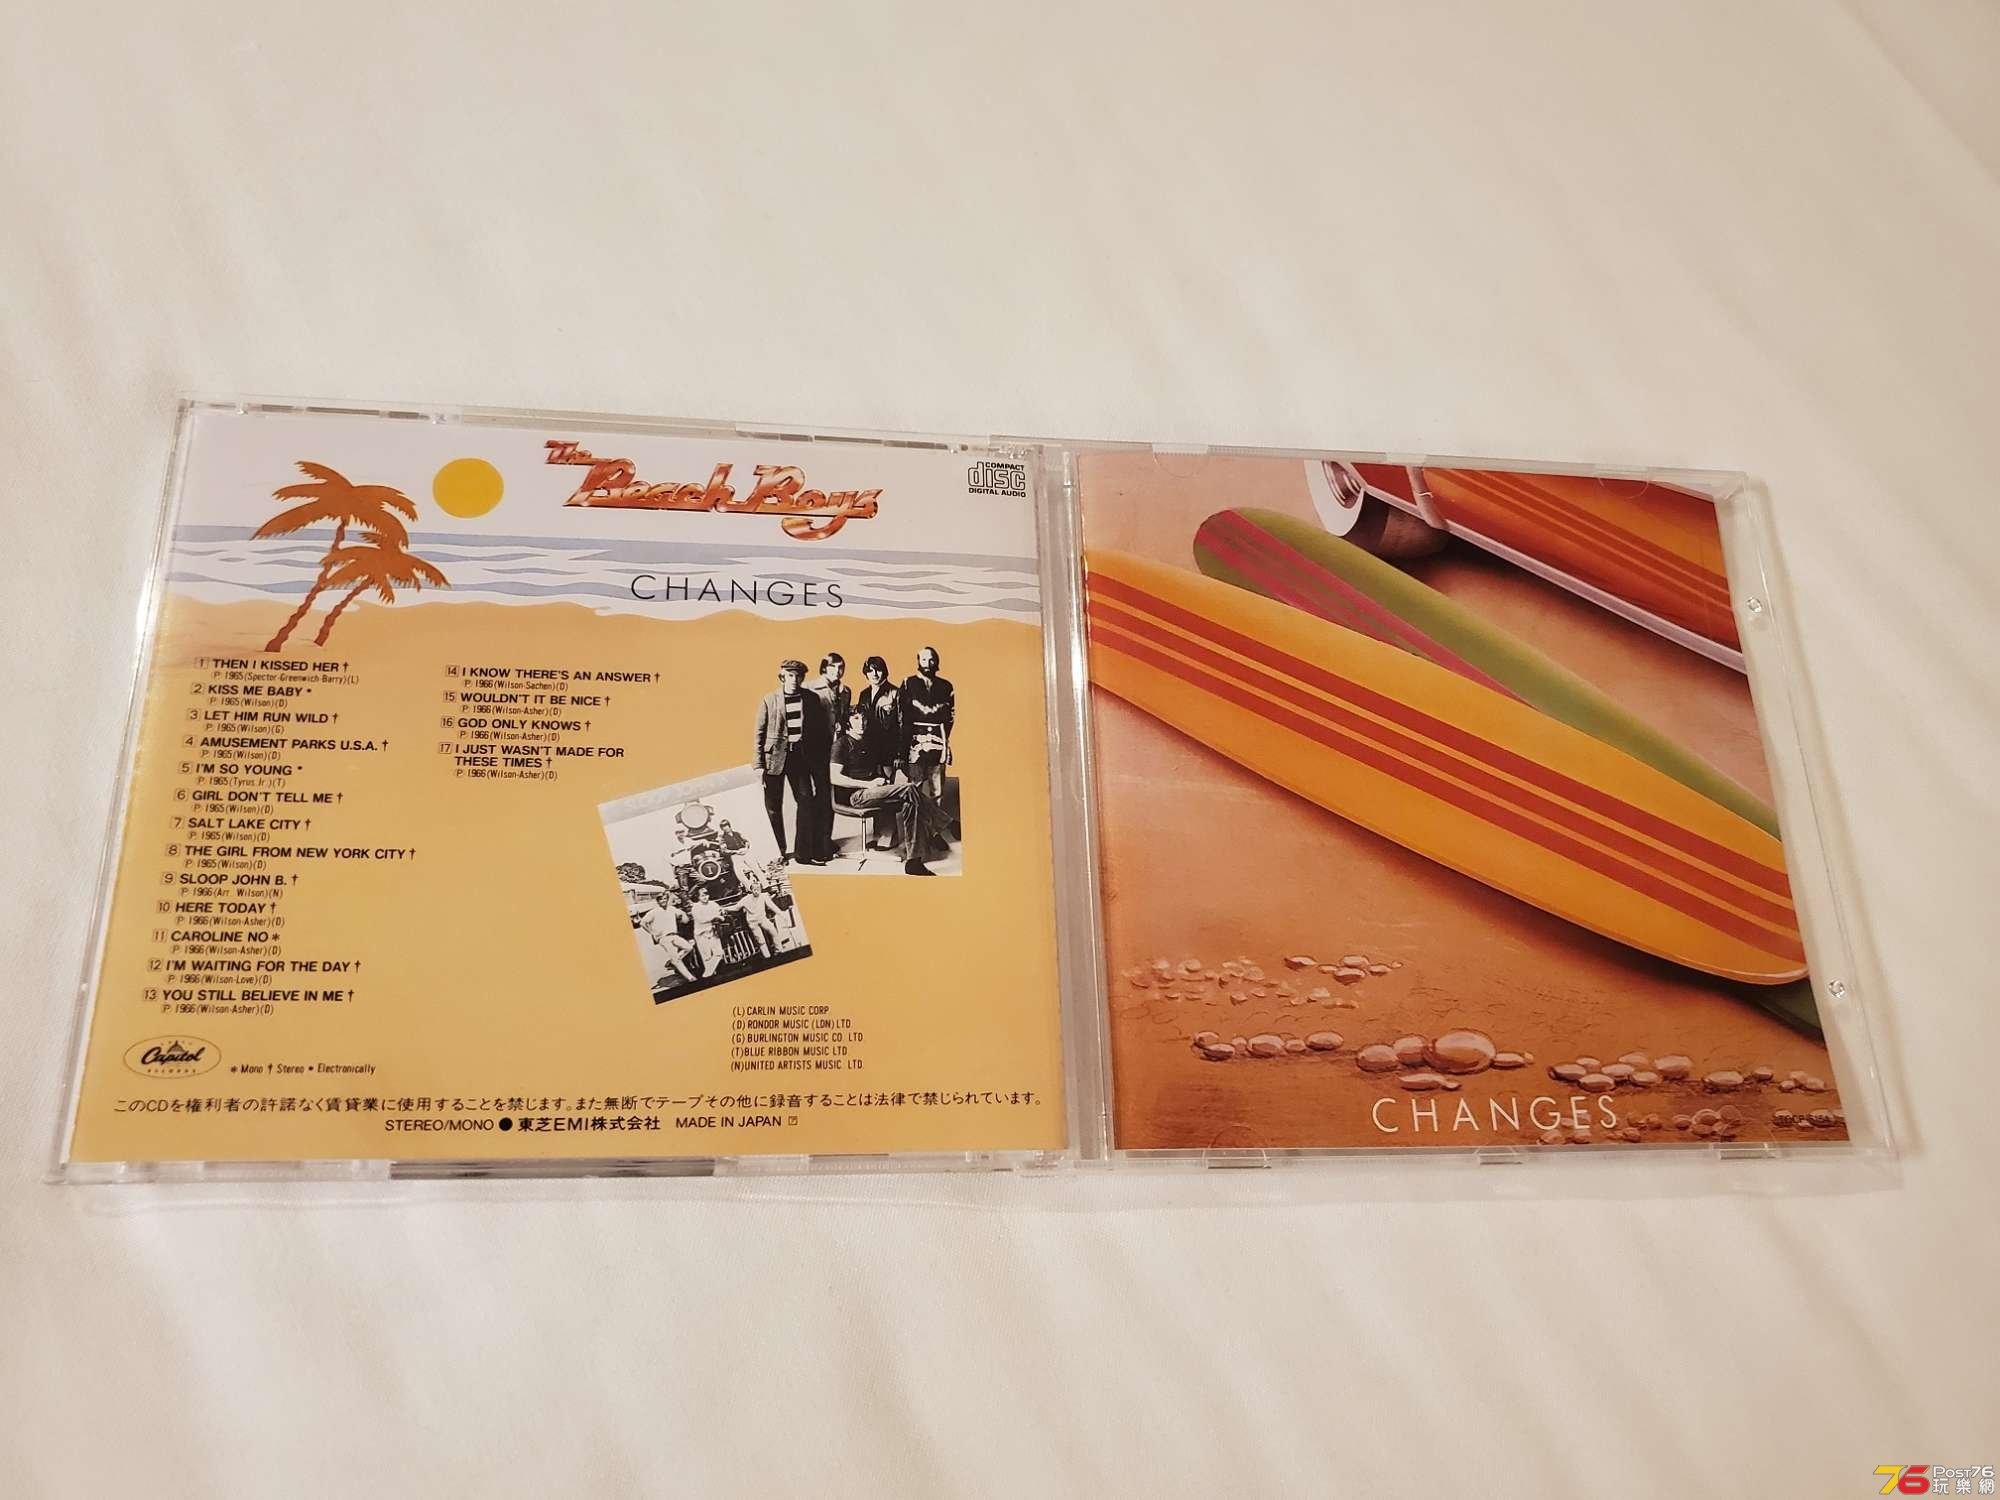 The Beach Boys
COMPACT
disc
DIGITAL AUDIO
CHANGES
1 THEN I KISSED HER †
℗ 1965 (Spector-Greenwich-Barry)(L)
2 KISS ME BABY *
℗ 1965 (Wilson)(D)
3 LET HIM RUN WILD †
℗ 1965 (Wilson)(G)
4 AMUSEMENT PARKS U.S.A. †
℗ 1965 (Wilson)(D)
5 I'M SO YOUNG *
℗ 1965 (Tyrus.Jr.)(T)
6 GIRL DON'T TELL ME †
℗ 1965 (Wilson)(D)
7 SALT LAKE CITY †
℗ 1965 (Wilson)(D)
8 THE GIRL FROM NEW YORK CITY †
℗ 1965 (Wilson)(D)
9 SLOOP JOHN B. †
℗ 1966 (Arr. Wilson)(N)
10 HERE TODAY †
℗ 1966 (Wilson-Asher)(D)
11 CAROLINE NO *
℗ 1966 (Wilson-Asher)(D)
12 I'M WAITING FOR THE DAY †
℗ 1966 (Wilson-Love)(D)
13 YOU STILL BELIEVE IN ME †
℗ 1966 (Wilson-Asher)(D)
14 I KNOW THERE'S AN ANSWER †
℗ 1966 (Wilson-Sachen)(D)
15 WOULDN'T IT BE NICE †
℗ 1966 (Wilson-Asher)(D)
16 GOD ONLY KNOWS †
℗ 1966 (Wilson-Asher)(D)
17 I JUST WASN'T MADE FOR
THESE TIMES †
℗ 1966 (Wilson-Asher)(D)
(L) CARLIN MUSIC CORP.
(D) RONDOR MUSIC (LDN) LTD.
(G) BURLINGTON MUSIC CO. LTD.
(T) BLUE RIBBON MUSIC LTD.
(N) UNITED ARTISTS MUSIC LTD.
Capitol
RECORDS
* Mono † Stereo • Electronically
このCDを権利者の許諾なく賃貸業に使用することを禁じます。また無断でテープその他に録音することは法律で禁じられています。
STEREO/MONO ● 東芝EMI株式会社 MADE IN JAPAN
CHANGES
76 Post76
玩樂網